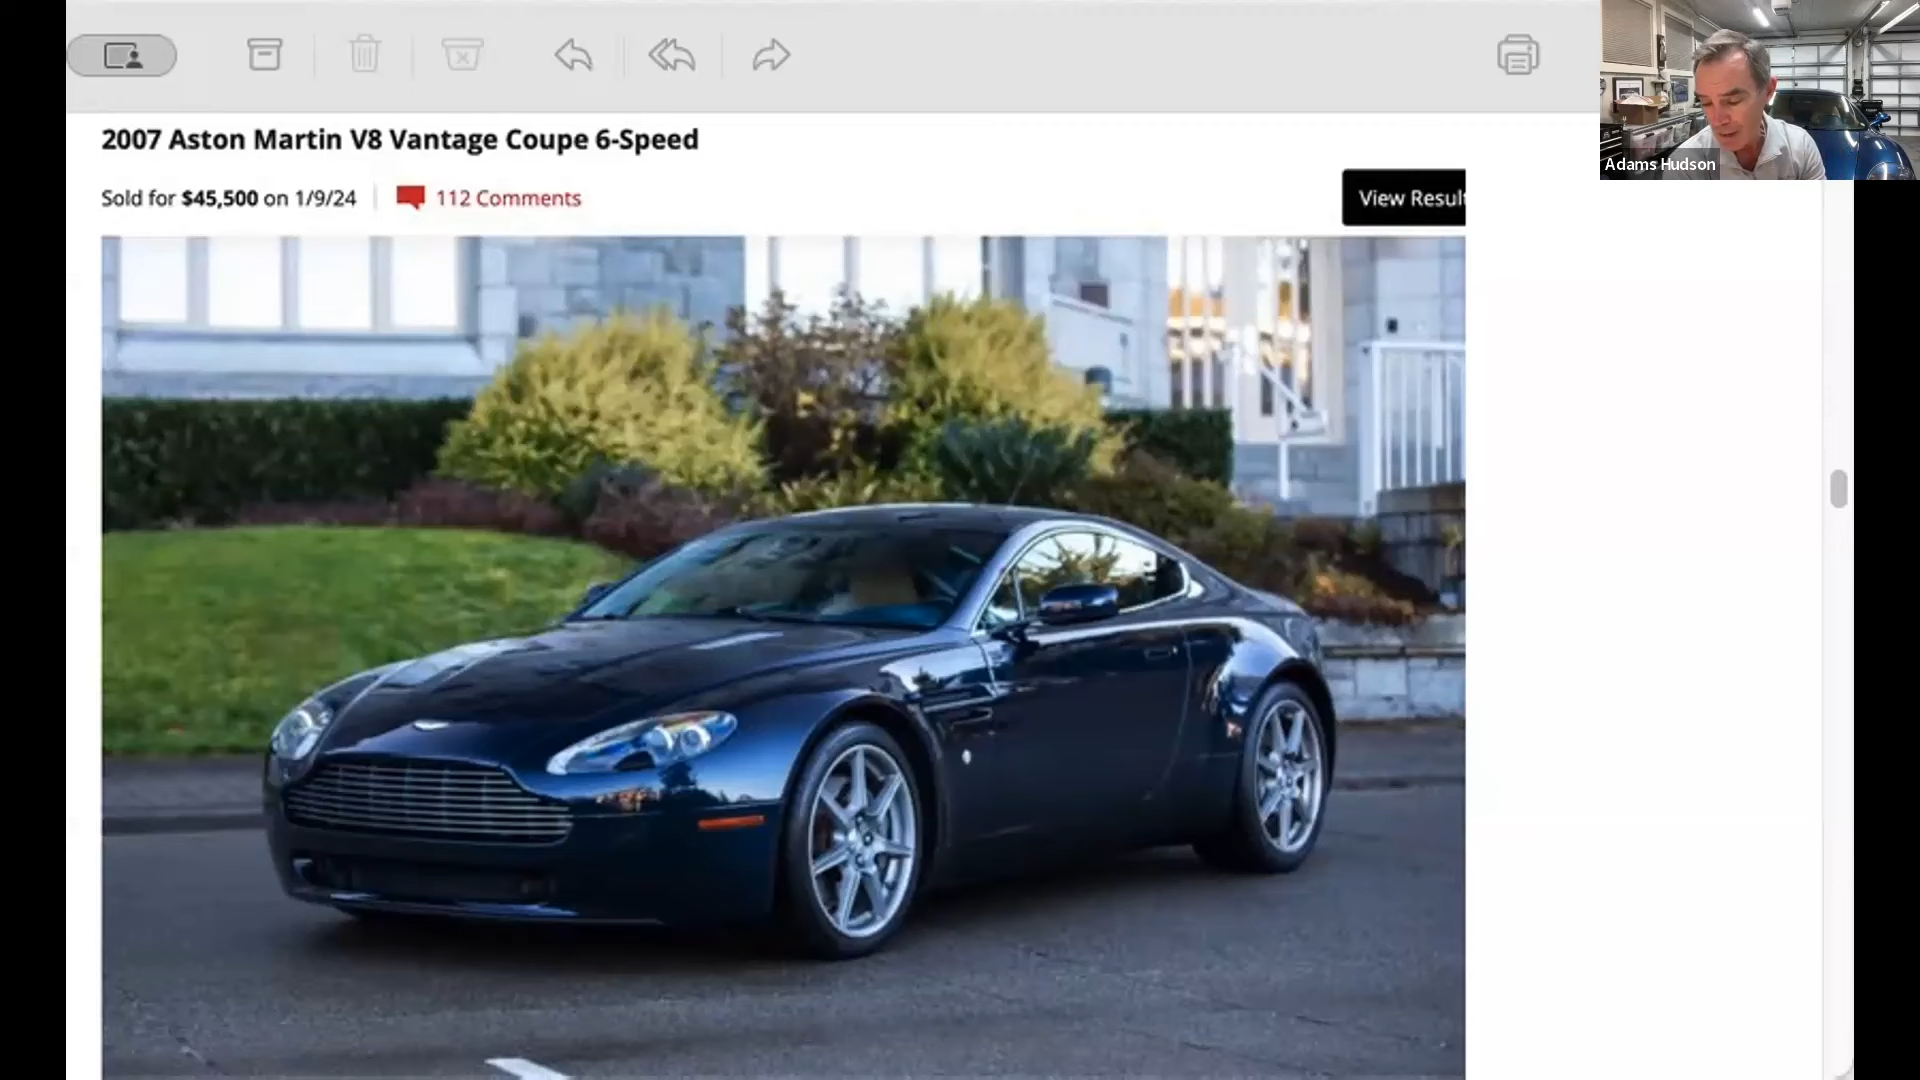 2007 Aston Martin V8 Vantage Coupe 6-Speed
Sold for $45,500 on 1/9/24
112 Comments
View Result
Adams Hudson